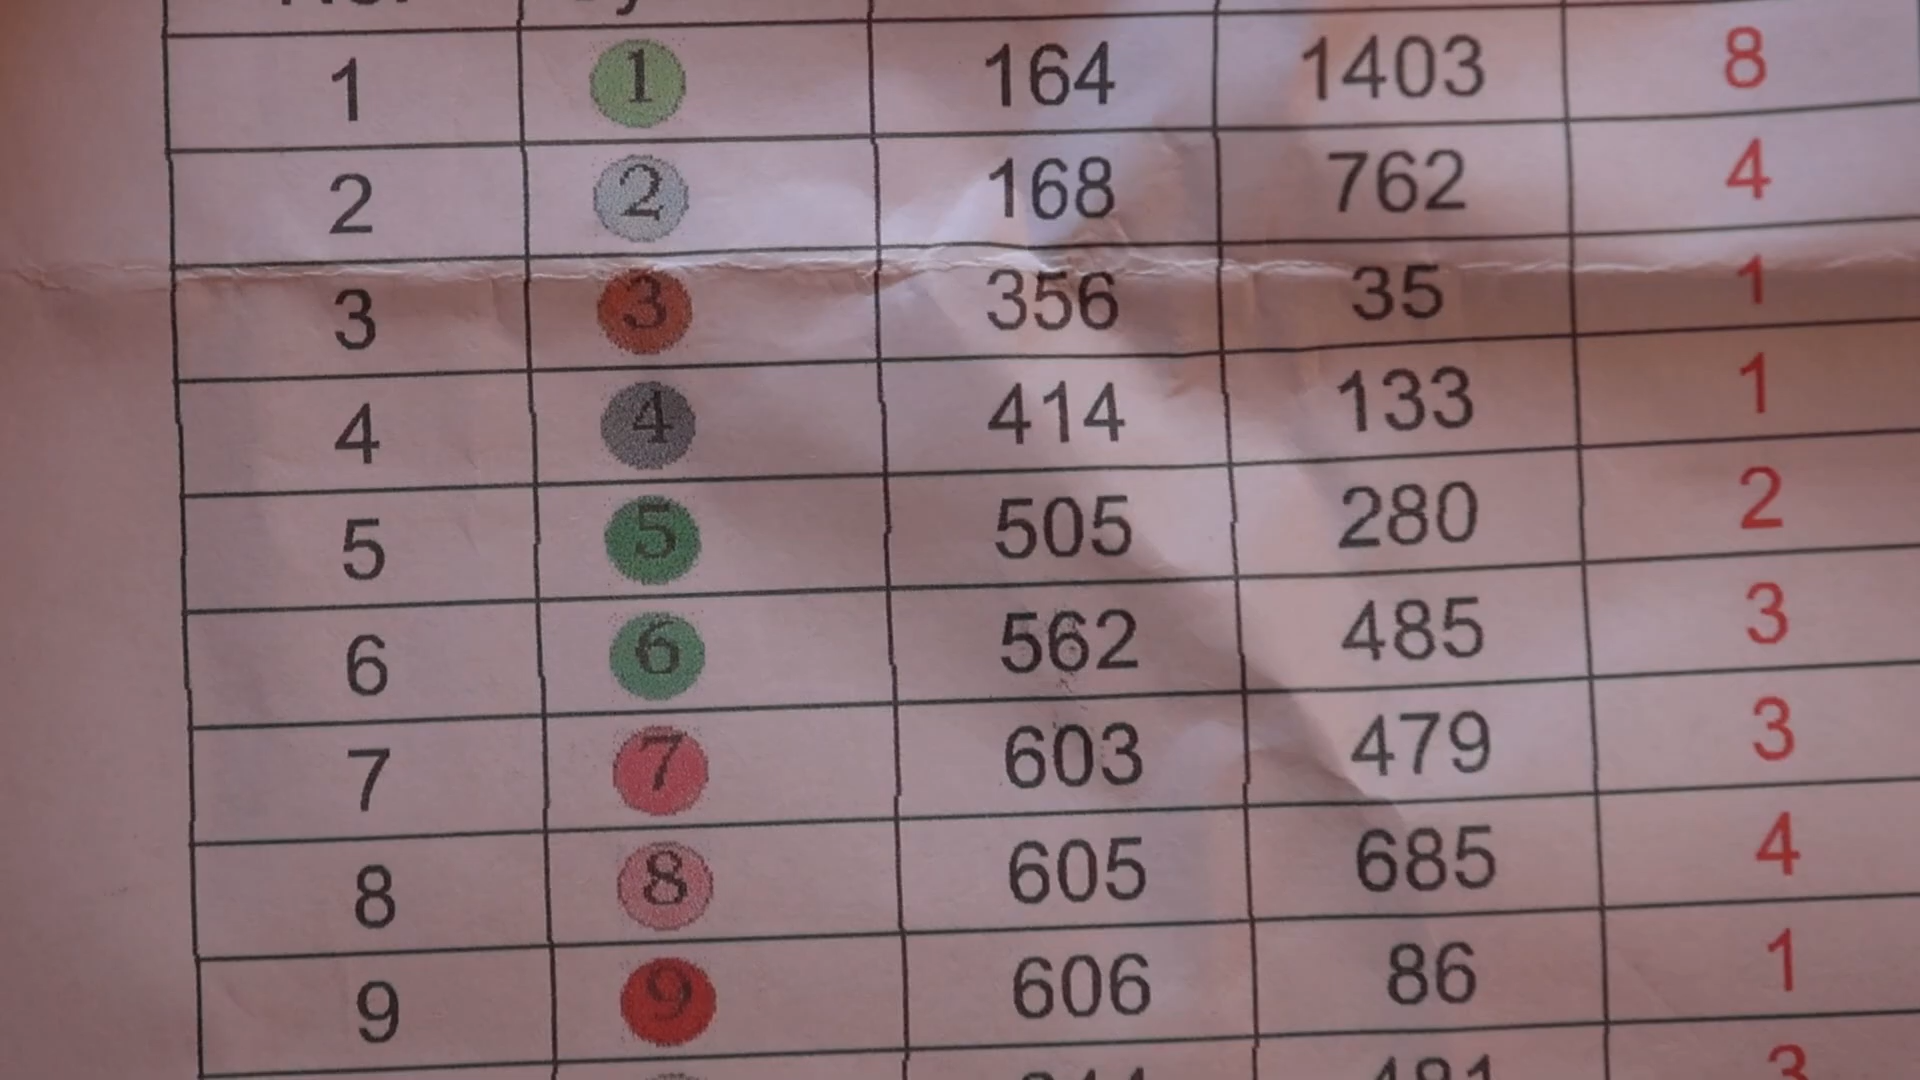 1 1 164 1403 8
2 2 168 762 4
3 3 356 35 1
4 4 414 133 1
5 5 505 280 2
6 6 562 485 3
7 7 603 479 3
8 8 605 685 4
9 9 606 86 1
481 3